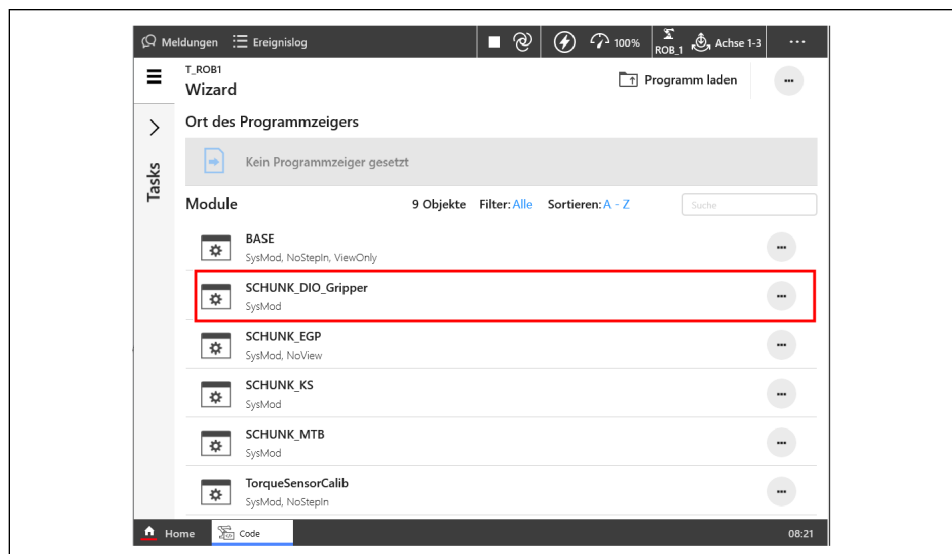 Meldungen Ereignislog 100% ROB_1 Achse 1-3 ...
T_ROB1
Wizard
Programm laden
...
Ort des Programmzeigers
Tasks
Kein Programmzeiger gesetzt
Module 9 Objekte Filter: Alle Sortieren: A - Z Suche
BASE
SysMod, NoStepIn, ViewOnly
...
SCHUNK_DIO_Gripper
SysMod
...
SCHUNK_EGP
SysMod, NoView
...
SCHUNK_KS
SysMod
...
SCHUNK_MTB
SysMod
...
TorqueSensorCalib
SysMod, NoStepIn
...
Home Code 08:21